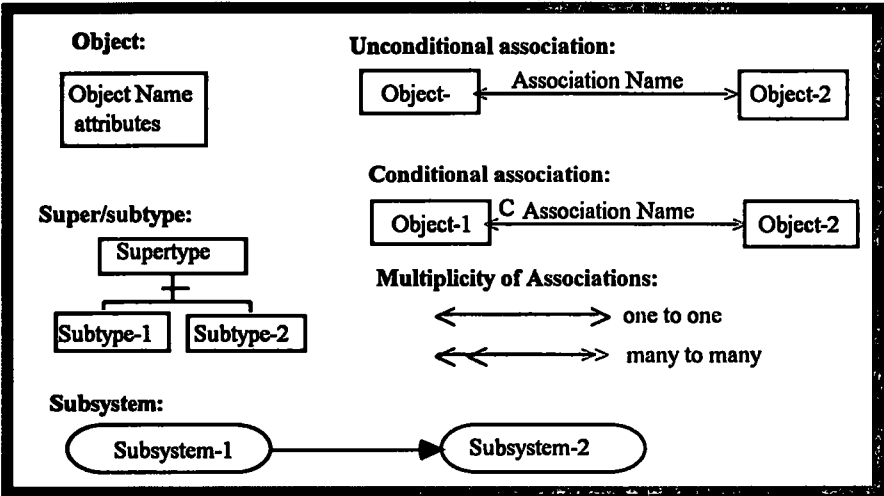 Object:
Object Name
attributes
Unconditional association:
Object-
Association Name
Object-2
Conditional association:
Object-1
C
Association Name
Object-2
Super/subtype:
Supertype
Subtype-1
Subtype-2
Multiplicity of Associations:
one to one
many to many
Subsystem:
Subsystem-1
Subsystem-2